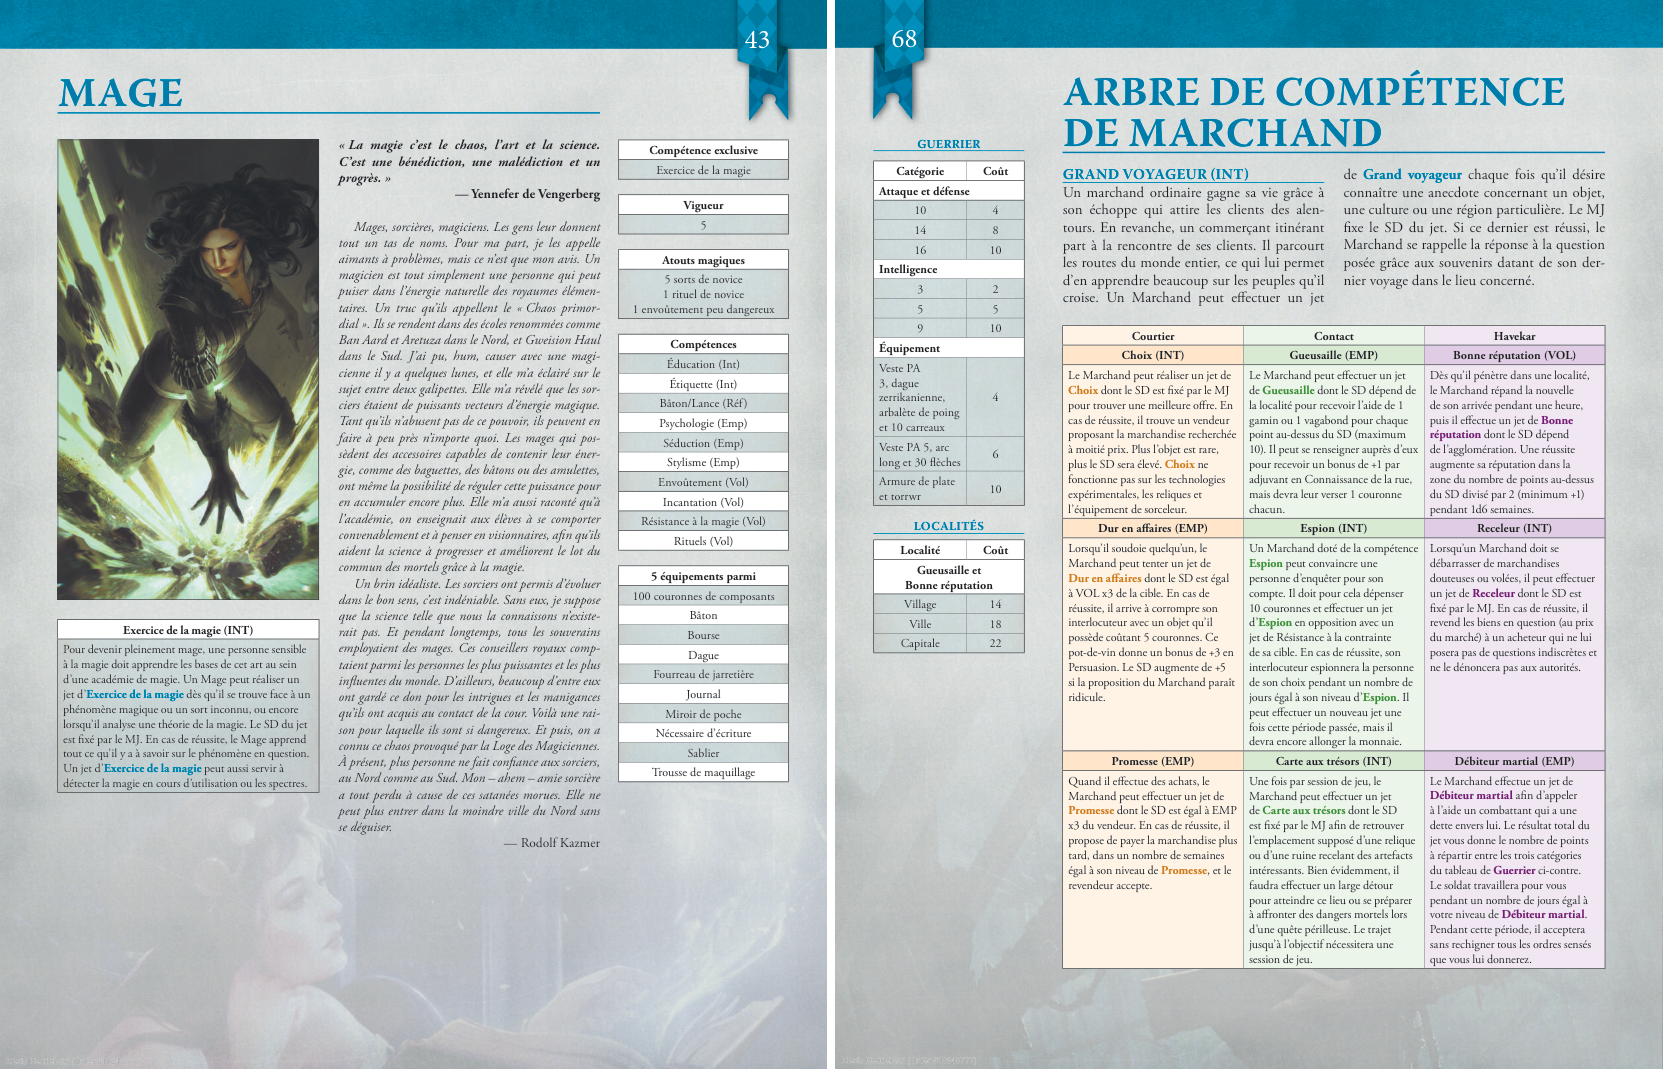 43
MAGE
« La magie c’est le chaos, l’art et la science.
C’est une bénédiction, une malédiction et un
progrès. »
— Yennefer de Vengerberg
Mages, sorcières, magiciens. Les gens leur donnent
tout un tas de noms. Pour ma part, je les appelle
aimants à problèmes, mais ce n’est que mon avis. Un
magicien est tout simplement une personne qui peut
puiser dans l’énergie naturelle des royaumes élémen-
taires. Un truc qu’ils appellent le « Chaos primor-
dial ». Ils se rendent dans des écoles renommées comme
Ban Aard et Aretuza dans le Nord, et Gweision Haul
dans le Sud. J’ai pu, hum, causer avec une magi-
cienne il y a quelques lunes, et elle m’a éclairé sur le
sujet entre deux galipettes. Elle m’a révélé que les sor-
ciers étaient de puissants vecteurs d’énergie magique.
Tant qu’ils n’abusent pas de ce pouvoir, ils peuvent en
faire à peu près n’importe quoi. Les mages qui pos-
sèdent des accessoires capables de contenir leur éner-
gie, comme des baguettes, des bâtons ou des amulettes,
ont même la possibilité de réguler cette puissance pour
en accumuler encore plus. Elle m’a aussi raconté qu’à
l’académie, on enseignait aux élèves à se comporter
convenablement et à penser en visionnaires, afin qu’ils
aident la science à progresser et améliorent le lot du
commun des mortels grâce à la magie.
Un brin idéaliste. Les sorciers ont permis d’évoluer
dans le bon sens, c’est indéniable. Sans eux, je suppose
que la science telle que nous la connaissons n’existe-
rait pas. Et pendant longtemps, tous les souverains
employaient des mages. Ces conseillers royaux comp-
taient parmi les personnes les plus puissantes et les plus
influentes du monde. D’ailleurs, beaucoup d’entre eux
ont gardé ce don pour les intrigues et les manigances
qu’ils ont acquis au contact de la cour. Voilà une rai-
son pour laquelle ils sont si dangereux. Et puis, on a
connu ce chaos provoqué par la Loge des Magiciennes.
À présent, plus personne ne fait confiance aux sorciers,
au Nord comme au Sud. Mon – ahem – amie sorcière
a tout perdu à cause de ces satanées morues. Elle ne
peut plus entrer dans la moindre ville du Nord sans
se déguiser.
— Rodolf Kazmer
Exercice de la magie (INT)
Pour devenir pleinement mage, une personne sensible
à la magie doit apprendre les bases de cet art au sein
d’une académie de magie. Un Mage peut réaliser un
jet d’Exercice de la magie dès qu’il se trouve face à un
phénomène magique ou un sort inconnu, ou encore
lorsqu’il analyse une théorie de la magie. Le SD du jet
est fixé par le MJ. En cas de réussite, le Mage apprend
tout ce qu’il y a à savoir sur le phénomène en question.
Un jet d’Exercice de la magie peut aussi servir à
détecter la magie en cours d’utilisation ou les spectres.
Compétence exclusive
Exercice de la magie
Vigueur
5
Atouts magiques
5 sorts de novice
1 rituel de novice
1 envoûtement peu dangereux
Compétences
Éducation (Int)
Étiquette (Int)
Bâton/Lance (Réf)
Psychologie (Emp)
Séduction (Emp)
Stylisme (Emp)
Envoûtement (Vol)
Incantation (Vol)
Résistance à la magie (Vol)
Rituels (Vol)
5 équipements parmi
100 couronnes de composants
Bâton
Bourse
Dague
Fourreau de jarretière
Journal
Miroir de poche
Nécessaire d’écriture
Sablier
Trousse de maquillage
68
ARBRE DE COMPÉTENCE
DE MARCHAND
GUERRIER
Catégorie Coût
Attaque et défense
10 4
14 8
16 10
Intelligence
3 2
5 5
9 10
Équipement
Veste PA
3, dague
zerrikanienne,
arbalète de poing
et 10 carreaux
4
Veste PA 5, arc
long et 30 flèches
6
Armure de plate
et torrwr
10
LOCALITÉS
Localité Coût
Gueusaille et
Bonne réputation
Village 14
Ville 18
Capitale 22
GRAND VOYAGEUR (INT)
Un marchand ordinaire gagne sa vie grâce à
son échoppe qui attire les clients des alen-
tours. En revanche, un commerçant itinérant
part à la rencontre de ses clients. Il parcourt
les routes du monde entier, ce qui lui permet
d’en apprendre beaucoup sur les peuples qu’il
croise. Un Marchand peut effectuer un jet
de Grand voyageur chaque fois qu’il désire
connaître une anecdote concernant un objet,
une culture ou une région particulière. Le MJ
fixe le SD du jet. Si ce dernier est réussi, le
Marchand se rappelle la réponse à la question
posée grâce aux souvenirs datant de son der-
nier voyage dans le lieu concerné.
Courtier
Contact
Havekar
Choix (INT)
Le Marchand peut réaliser un jet de
Choix dont le SD est fixé par le MJ
pour trouver une meilleure offre. En
cas de réussite, il trouve un vendeur
proposant la marchandise recherchée
à moitié prix. Plus l’objet est rare,
plus le SD sera élevé. Choix ne
fonctionne pas sur les technologies
expérimentales, les reliques et
l’équipement de sorceleur.
Gueusaille (EMP)
Le Marchand peut effectuer un jet
de Gueusaille dont le SD dépend de
la localité pour recevoir l’aide de 1
gamin ou 1 vagabond pour chaque
point au-dessus du SD (maximum
10). Il peut se renseigner auprès d’eux
pour recevoir un bonus de +1 par
adjuvant en Connaissance de la rue,
mais devra leur verser 1 couronne
chacun.
Bonne réputation (VOL)
Dès qu’il pénètre dans une localité,
le Marchand répand la nouvelle
de son arrivée pendant une heure,
puis il effectue un jet de Bonne
réputation dont le SD dépend
de l’agglomération. Une réussite
augmente sa réputation dans la
zone du nombre de points au-dessus
du SD divisé par 2 (minimum +1)
pendant 1d6 semaines.
Dur en affaires (EMP)
Lorsqu’il soudoie quelqu’un, le
Marchand peut tenter un jet de
Dur en affaires dont le SD est égal
à VOL x3 de la cible. En cas de
réussite, il arrive à corrompre son
interlocuteur avec un objet qu’il
possède coûtant 5 couronnes. Ce
pot-de-vin donne un bonus de +3 en
Persuasion. Le SD augmente de +5
si la proposition du Marchand paraît
ridicule.
Espion (INT)
Un Marchand doté de la compétence
Espion peut convaincre une
personne d’enquêter pour son
compte. Il doit pour cela dépenser
10 couronnes et effectuer un jet
d’Espion en opposition avec un
jet de Résistance à la contrainte
de sa cible. En cas de réussite, son
interlocuteur espionnera la personne
de son choix pendant un nombre de
jours égal à son niveau d’Espion. Il
peut effectuer un nouveau jet une
fois cette période passée, mais il
devra encore allonger la monnaie.
Receleur (INT)
Lorsqu’un Marchand doit se
débarrasser de marchandises
douteuses ou volées, il peut effectuer
un jet de Receleur dont le SD est
fixé par le MJ. En cas de réussite, il
revend les biens en question (au prix
du marché) à un acheteur qui ne lui
posera pas de questions indiscrètes et
ne le dénoncera pas aux autorités.
Promesse (EMP)
Quand il effectue des achats, le
Marchand peut effectuer un jet de
Promesse dont le SD est égal à EMP
x3 du vendeur. En cas de réussite, il
propose de payer la marchandise plus
tard, dans un nombre de semaines
égal à son niveau de Promesse, et le
revendeur accepte.
Carte aux trésors (INT)
Une fois par session de jeu, le
Marchand peut effectuer un jet
de Carte aux trésors dont le SD
est fixé par le MJ afin de retrouver
l’emplacement supposé d’une relique
ou d’une ruine recelant des artefacts
intéressants. Bien évidemment, il
faudra effectuer un large détour
pour atteindre ce lieu ou se préparer
à affronter des dangers mortels lors
d’une quête périlleuse. Le trajet
jusqu’à l’objectif nécessitera une
session de jeu.
Débiteur martial (EMP)
Le Marchand effectue un jet de
Débiteur martial afin d’appeler
à l’aide un combattant qui a une
dette envers lui. Le résultat total du
jet vous donne le nombre de points
à répartir entre les trois catégories
du tableau de Guerrier ci-contre.
Le soldat travaillera pour vous
pendant un nombre de jours égal à
votre niveau de Débiteur martial.
Pendant cette période, il acceptera
sans rechigner tous les ordres sensés
que vous lui donnerez.